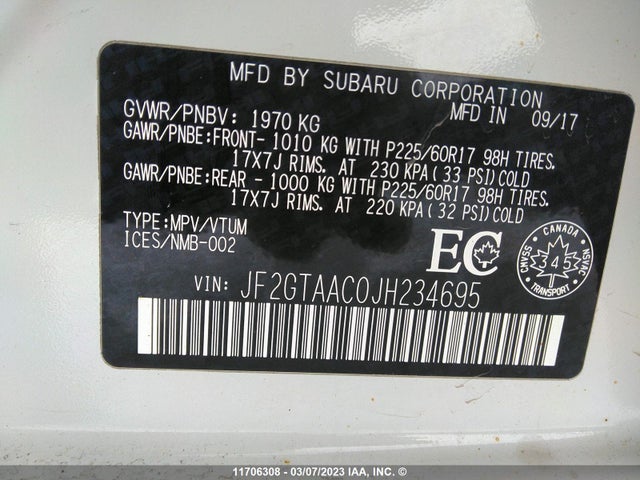 MFD BY SUBARU CORPORATION
MFD IN 09/17
GVWR/PNBV: 1970 KG
GAWR/PNBE:FRONT- 1010 KG WITH P225/60R17 98H TIRES.
17X7J RIMS. AT 230 KPA(33 PSI)COLD
GAWR/PNBE:REAR - 1000 KG WITH P225/60R17 98H TIRES.
17X7J RIMS. AT 220 KPA(32 PSI)COLD
TYPE:MPV/VTUM
ICES/NMB-002
EC
CANADA
CMVSS
NSVAC
345
TRANSPORT
VIN: JF2GTAAC0JH234695
11706308 - 03/07/2023 IAA, Inc. ©